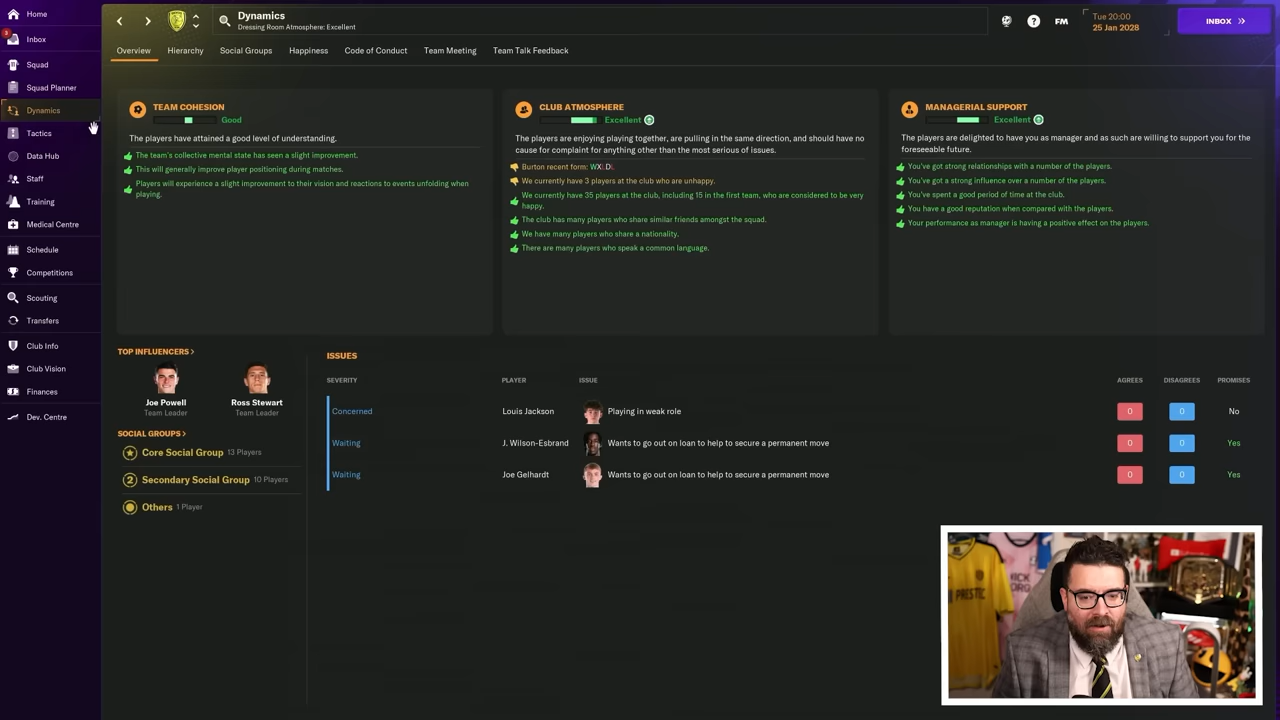 Home
3
Inbox
Squad
Squad Planner
Dynamics
Tactics
Data Hub
Staff
Training
Medical Centre
Schedule
Competitions
Scouting
Transfers
Club Info
Club Vision
Finances
Dev. Centre
Dynamics
Dressing Room Atmosphere: Excellent
FM
Tue 20:00
25 Jan 2028
INBOX
Overview
Hierarchy
Social Groups
Happiness
Code of Conduct
Team Meeting
Team Talk Feedback
TEAM COHESION
Good
The players have attained a good level of understanding.
The team's collective mental state has seen a slight improvement.
This will generally improve player positioning during matches.
Players will experience a slight improvement to their vision and reactions to events unfolding when
playing.
CLUB ATMOSPHERE
Excellent
The players are enjoying playing together, are pulling in the same direction, and should have no
cause for complaint for anything other than the most serious of issues.
Burton recent form:
We currently have 3 players at the club who are unhappy.
We currently have 35 players at the club, including 15 in the first team, who are considered to be very
happy.
The club has many players who share similar friends amongst the squad.
We have many players who share a nationality.
There are many players who speak a common language.
MANAGERIAL SUPPORT
Excellent
The players are delighted to have you as manager and as such are willing to support you for the
foreseeable future.
You've got strong relationships with a number of the players.
You've got a strong influence over a number of the players.
You've spent a good period of time at the club.
You have a good reputation when compared with the players.
Your performance as manager is having a positive effect on the players.
TOP INFLUENCERS >
Joe Powell
Team Leader
Ross Stewart
Team Leader
SOCIAL GROUPS >
Core Social Group 13 Players
2 Secondary Social Group 10 Players
Others 1 Player
ISSUES
SEVERITY PLAYER ISSUE AGREES DISAGREES PROMISES
Concerned Louis Jackson Playing in weak role 0 0 No
Waiting J. Wilson-Esbrand Wants to go out on loan to help to secure a permanent move 0 0 Yes
Waiting Joe Gelhardt Wants to go out on loan to help to secure a permanent move 0 0 Yes
PRESTIC